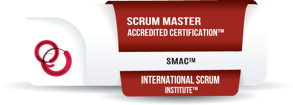 SCRUM MASTER
ACCREDITED CERTIFICATION™
SMAC™
INTERNATIONAL SCRUM
INSTITUTE™